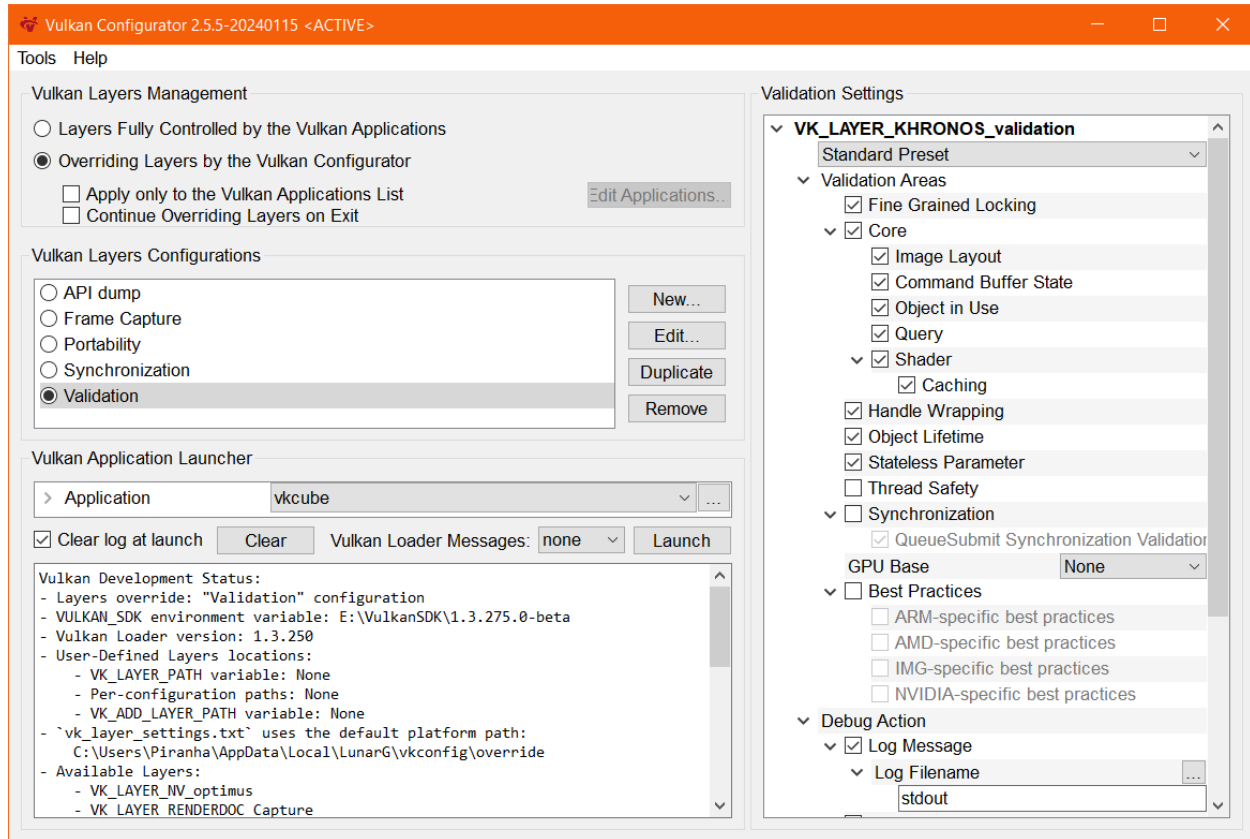 Vulkan Configurator 2.5.5-20240115 <ACTIVE>
Tools Help
Vulkan Layers Management
Layers Fully Controlled by the Vulkan Applications
Overriding Layers by the Vulkan Configurator
Apply only to the Vulkan Applications List
Edit Applications..
Continue Overriding Layers on Exit
Vulkan Layers Configurations
API dump
Frame Capture
Portability
Synchronization
Validation
New...
Edit...
Duplicate
Remove
Vulkan Application Launcher
Application vkcube ...
Clear log at launch Clear Vulkan Loader Messages: none Launch
Vulkan Development Status:
- Layers override: "Validation" configuration
- VULKAN_SDK environment variable: E:\VulkanSDK\1.3.275.0-beta
- Vulkan Loader version: 1.3.250
- User-Defined Layers locations:
- VK_LAYER_PATH variable: None
- Per-configuration paths: None
- VK_ADD_LAYER_PATH variable: None
- `vk_layer_settings.txt` uses the default platform path:
C:\Users\Piranha\AppData\Local\LunarG\vkconfig\override
- Available Layers:
- VK_LAYER_NV_optimus
- VK_LAYER_RENDERDOC_Capture
Validation Settings
VK_LAYER_KHRONOS_validation
Standard Preset
Validation Areas
Fine Grained Locking
Core
Image Layout
Command Buffer State
Object in Use
Query
Shader
Caching
Handle Wrapping
Object Lifetime
Stateless Parameter
Thread Safety
Synchronization
QueueSubmit Synchronization Validation
GPU Base None
Best Practices
ARM-specific best practices
AMD-specific best practices
IMG-specific best practices
NVIDIA-specific best practices
Debug Action
Log Message
Log Filename ...
stdout